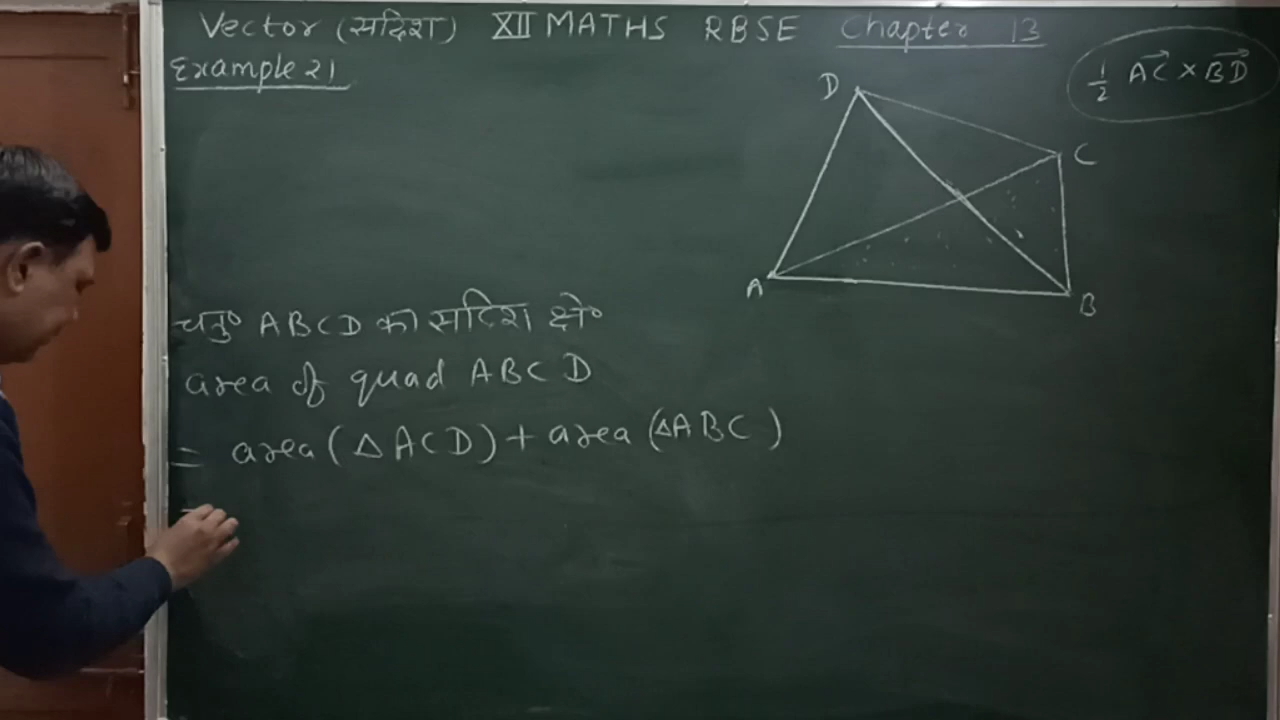 Vector (सदिश) XII MATHS RBSE Chapter 13
Example 21
1/2 AC × BD
D
C
A
B
चतु० ABCD का सदिश क्षे०
area of quad ABCD
= area (△ACD) + area (△ABC)